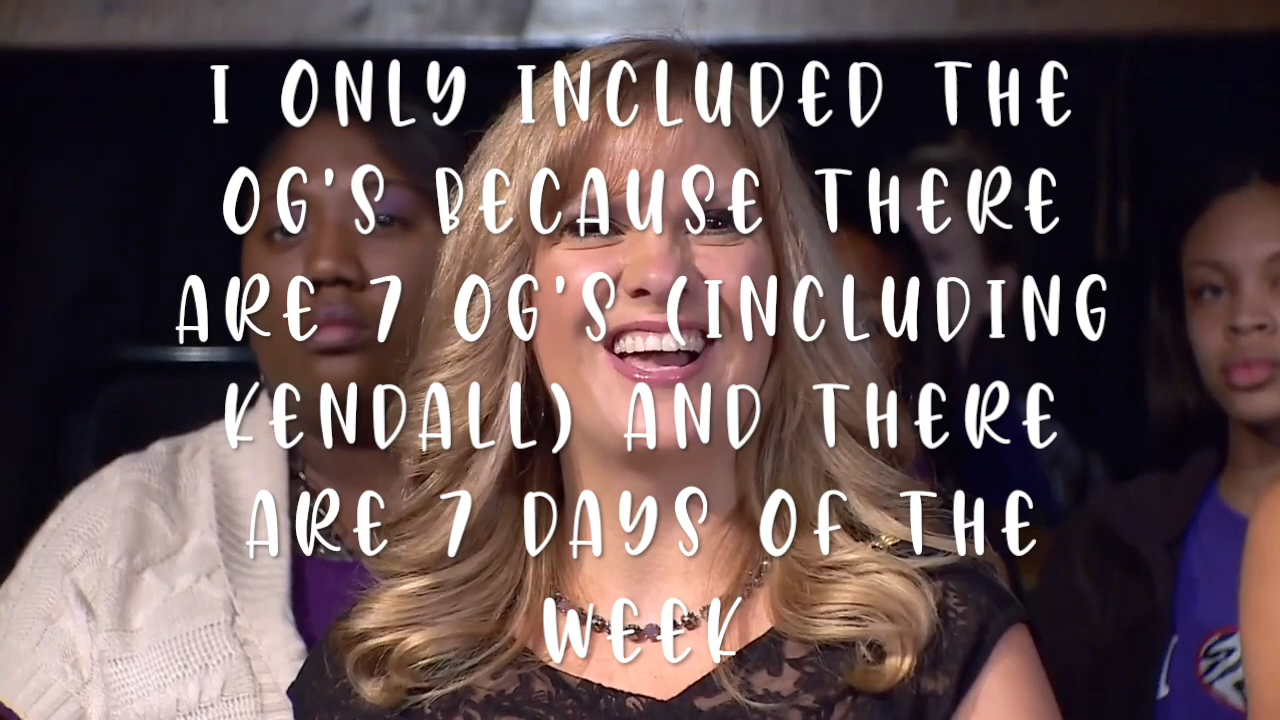 I ONLY INCLUDED THE
OG'S BECAUSE THERE
ARE 7 OG'S (INCLUDING
KENDALL) AND THERE
ARE 7 DAYS OF THE
WEEK